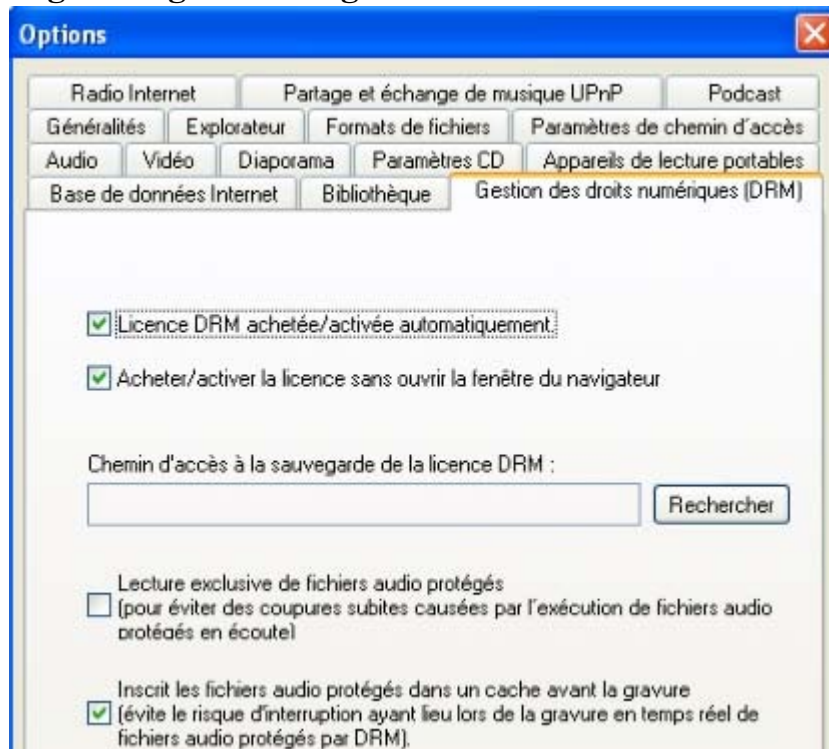 Options
Radio Internet Partage et échange de musique UPnP Podcast
Généralités Explorateur Formats de fichiers Paramètres de chemin d'accès
Audio Vidéo Diaporama Paramètres CD Appareils de lecture portables
Base de données Internet Bibliothèque Gestion des droits numériques (DRM)
Licence DRM achetée/activée automatiquement.
Acheter/activer la licence sans ouvrir la fenêtre du navigateur
Chemin d'accès à la sauvegarde de la licence DRM :
Rechercher
Lecture exclusive de fichiers audio protégés
(pour éviter des coupures subites causées par l'exécution de fichiers audio
protégés en écoute)
Inscrit les fichiers audio protégés dans un cache avant la gravure
(évite le risque d'interruption ayant lieu lors de la gravure en temps réel de
fichiers audio protégés par DRM).